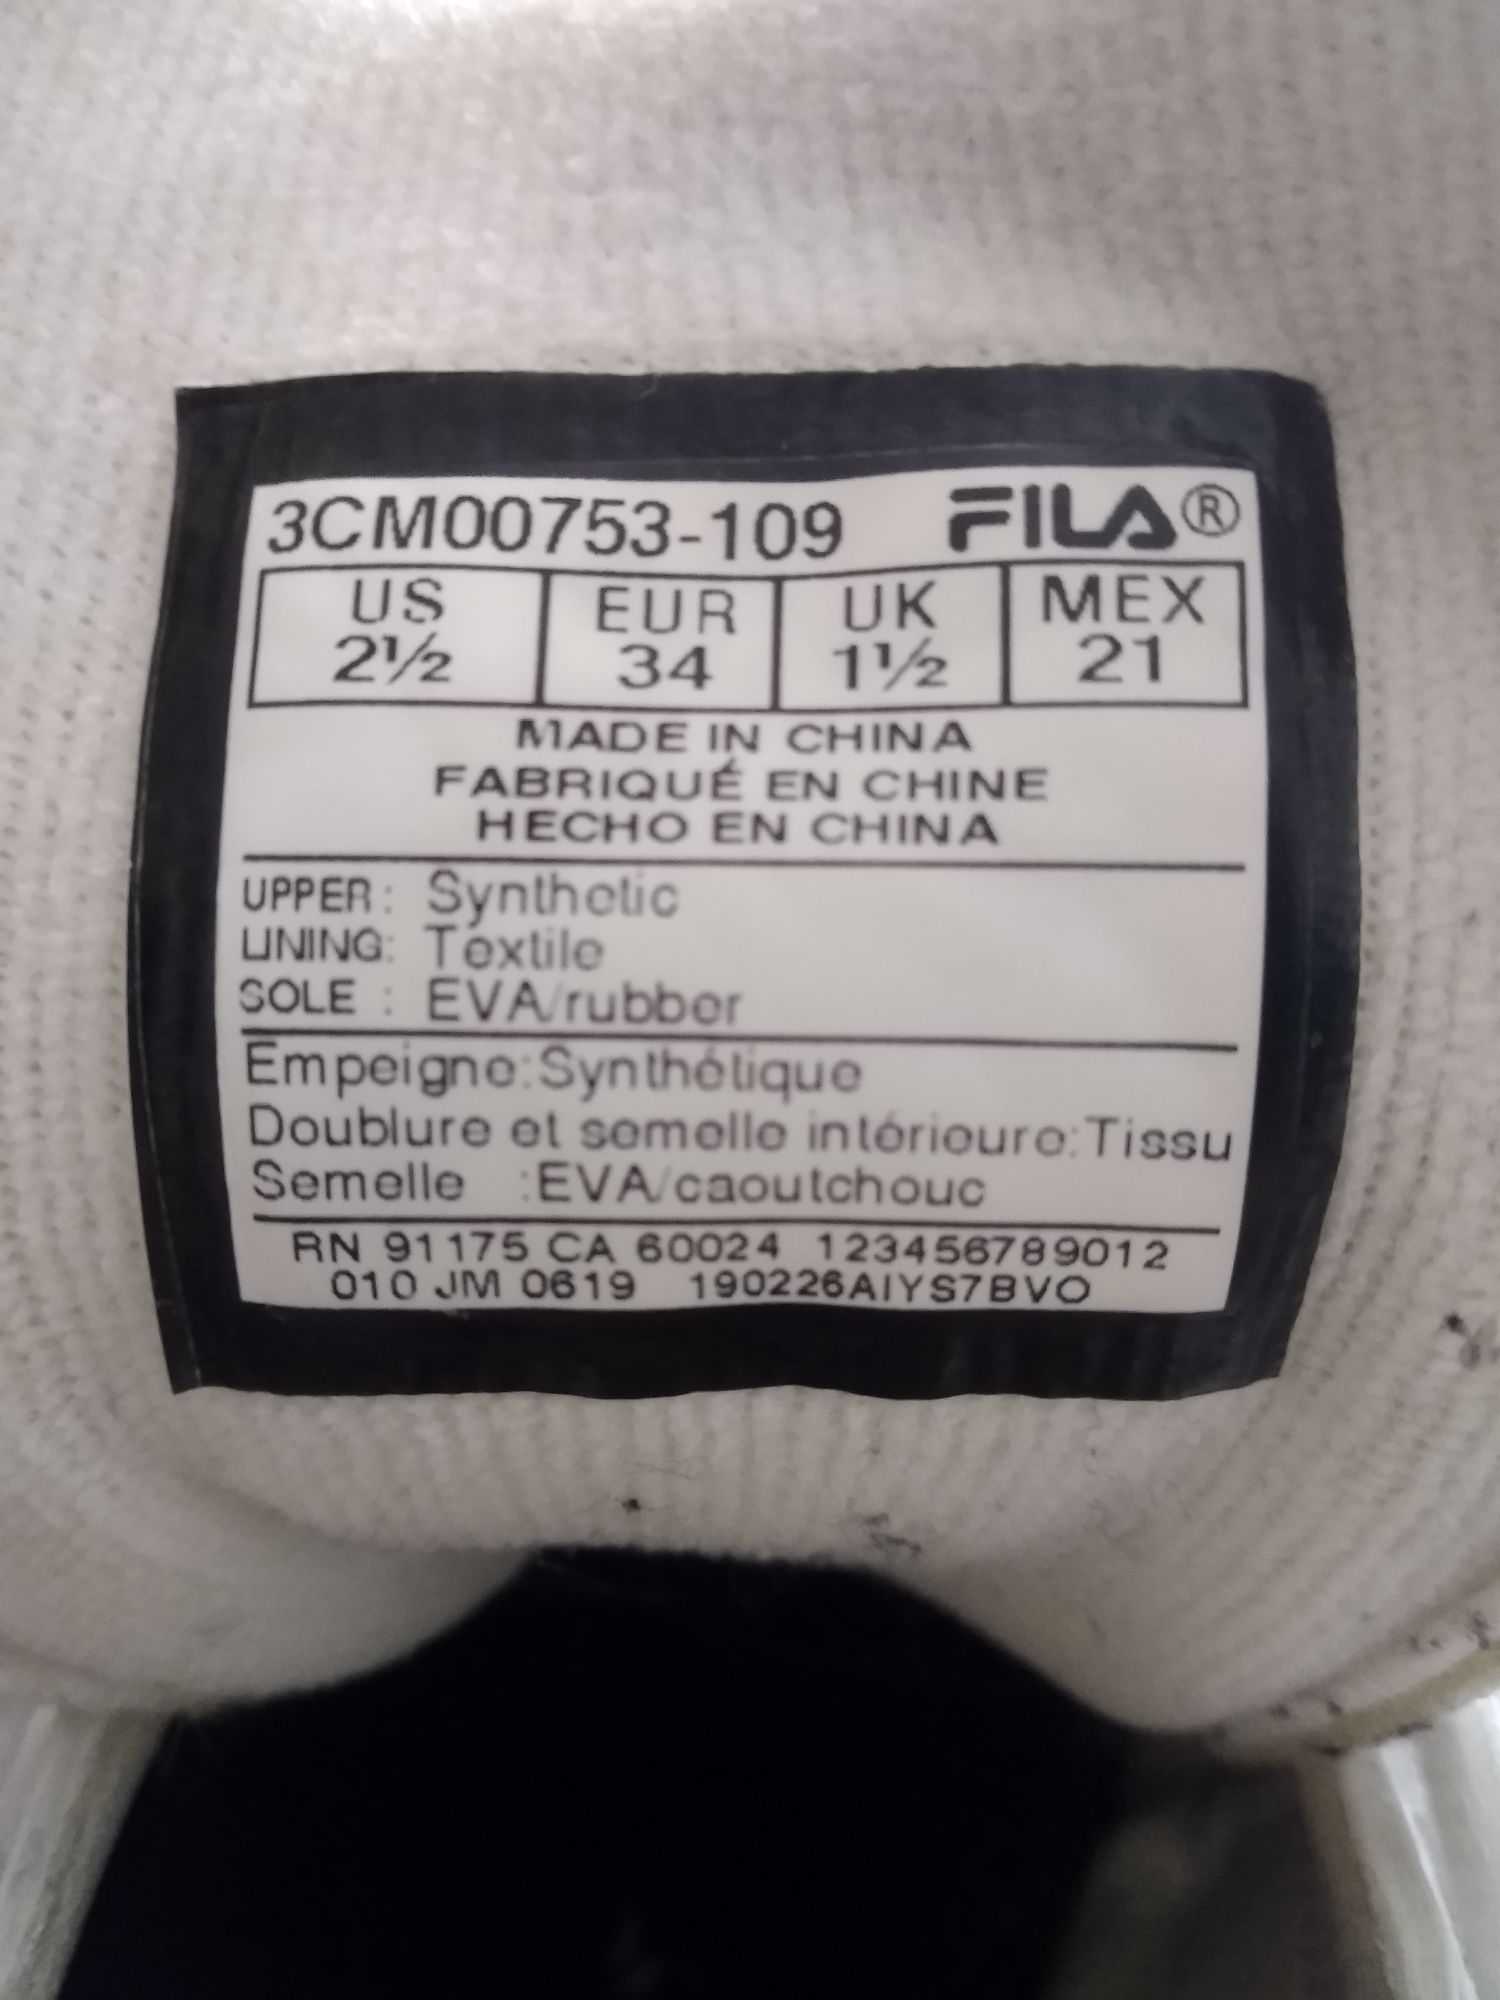 3CM00753-109 FILA®
US EUR UK MEX
2½ 34 1½ 21
MADE IN CHINA
FABRIQUÉ EN CHINE
HECHO EN CHINA
UPPER: Synthetic
LINING: Textile
SOLE : EVA/rubber
Empeigne:Synthétique
Doublure et semelle intérieure:Tissu
Semelle :EVA/caoutchouc
RN 91175 CA 60024 123456789012
010 JM 0619 190226AIYS7BVO